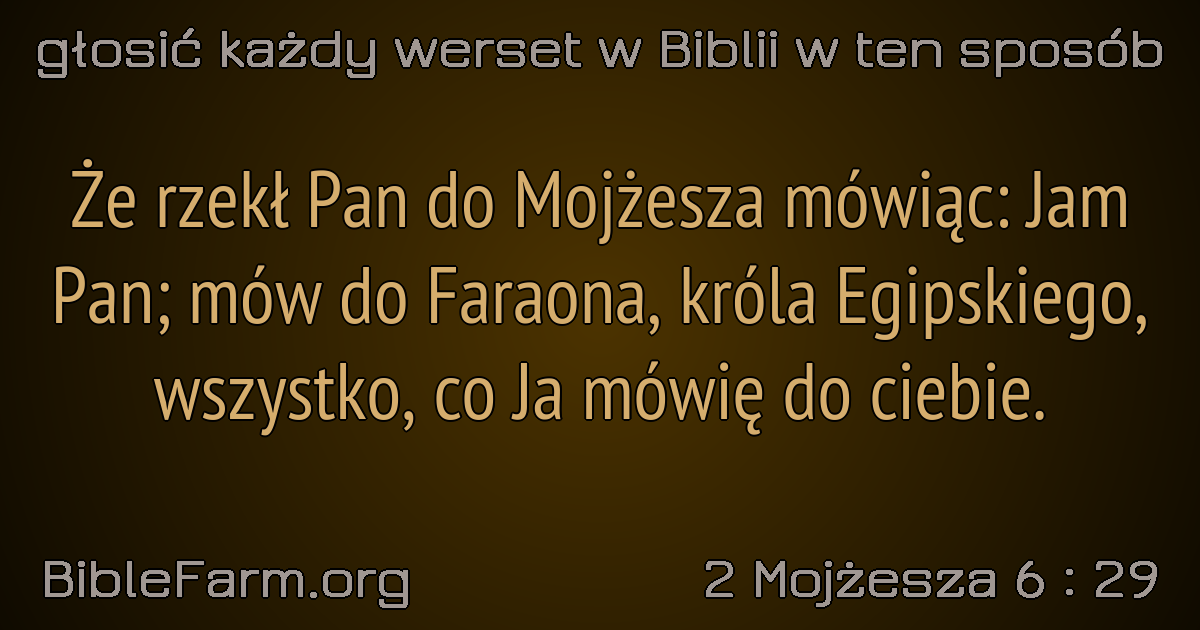 głosić każdy werset w Biblii w ten sposób
Że rzekł Pan do Mojżesza mówiąc: Jam
Pan; mów do Faraona, króla Egipskiego,
wszystko, co Ja mówię do ciebie.
BibleFarm.org
2 Mojżesza 6 : 29